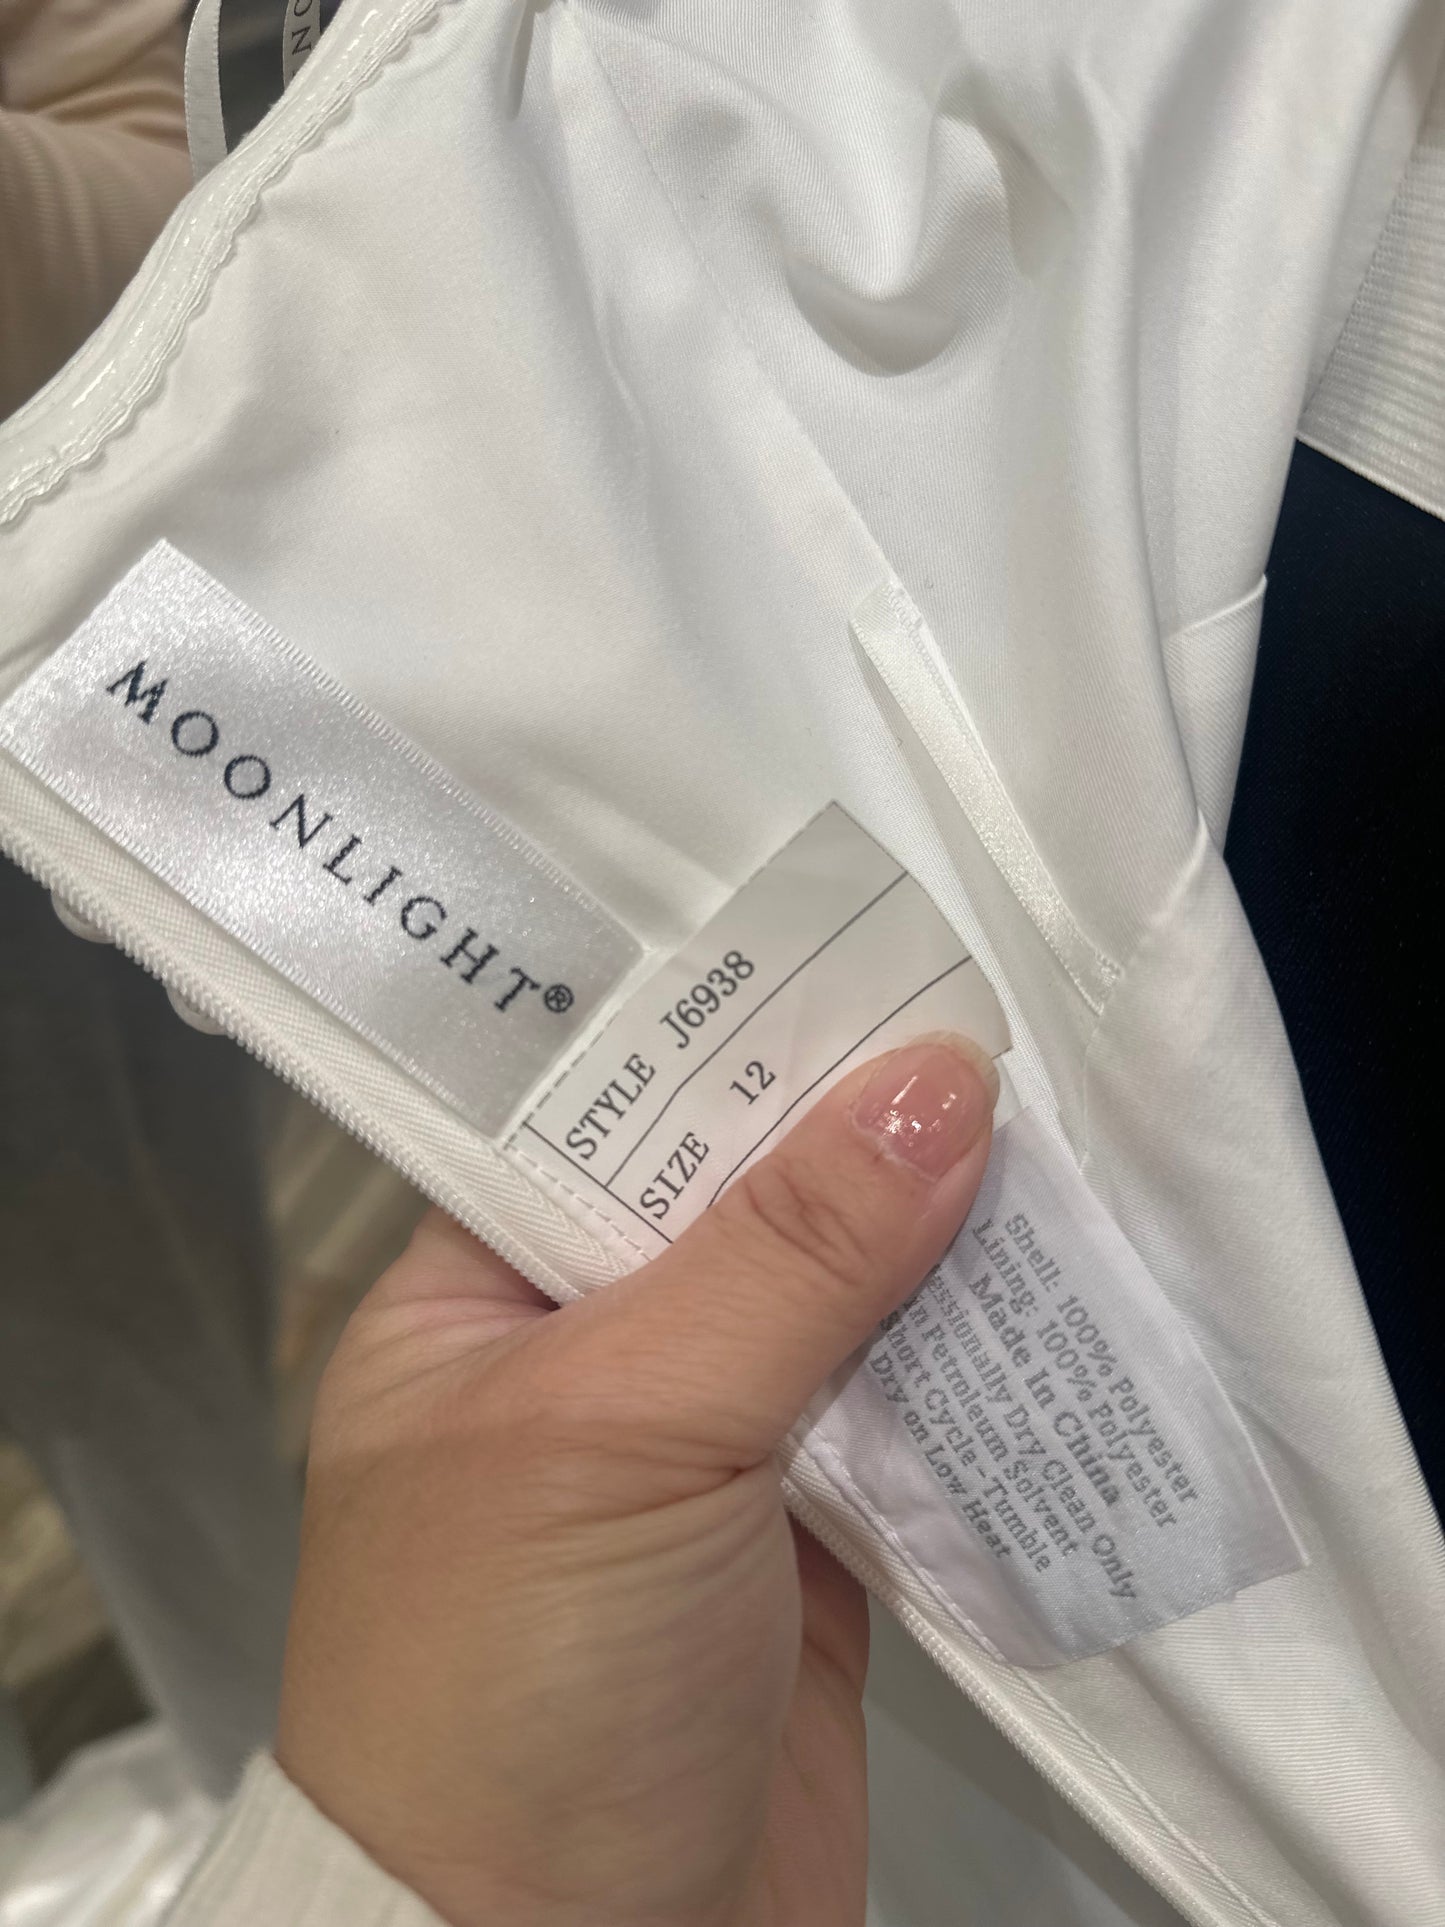 MOONLIGHT®
STYLE J6938
SIZE 12
Shell: 100% Polyester
Lining: 100% Polyester
Made In China
Dry Clean Only
in Petroleum Solvent
Short Cycle - Tumble
Dry on Low Heat